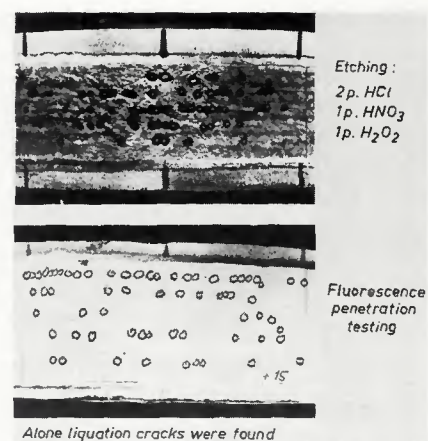 Etching :
2p. HCl
1p. HNO₃
1p. H₂O₂
Fluorescence
penetration
testing
+15
Alone liquation cracks were found